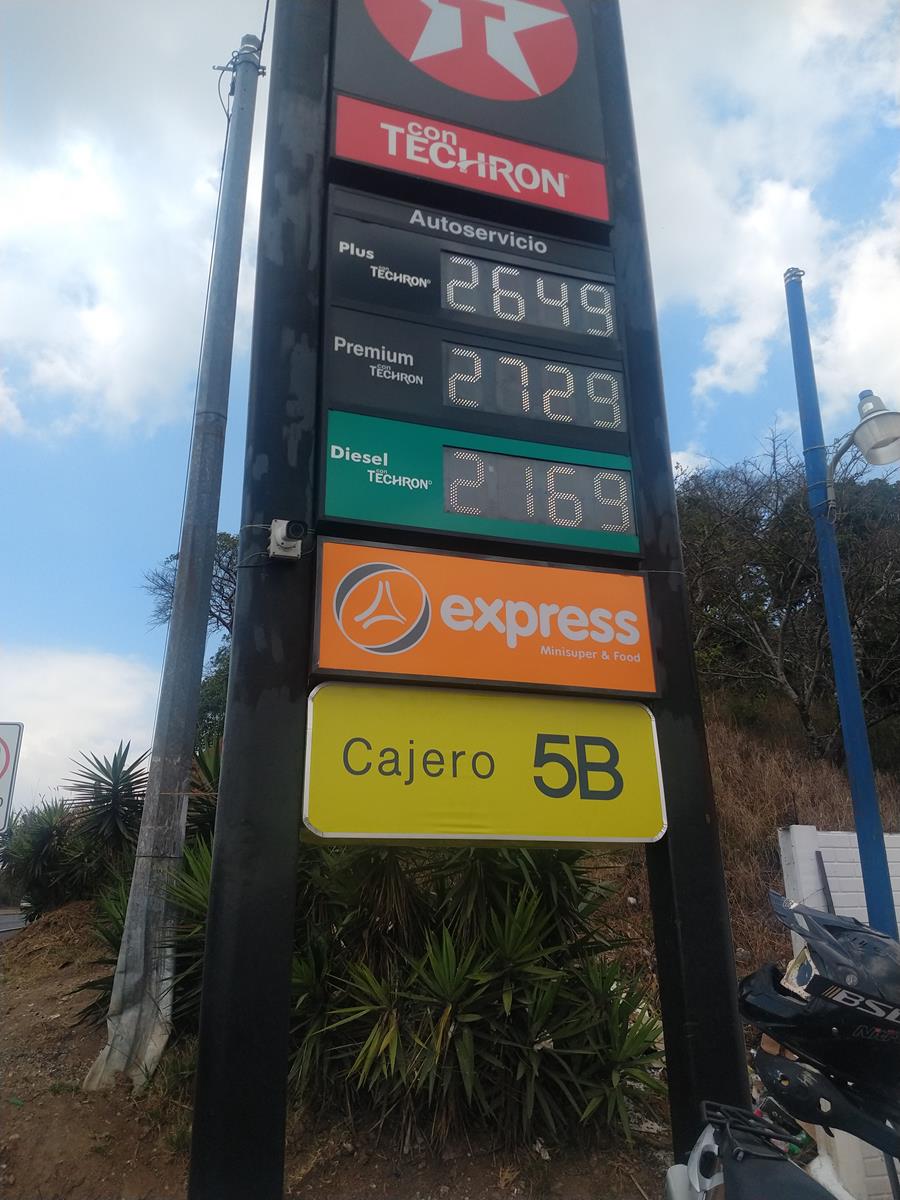 T
con
TECHRON®
Autoservicio
Plus
con
TECHRON®
2649
Premium
con
TECHRON
2729
Diesel
con
TECHRON®
2169
express
Minisuper & Food
Cajero 5B